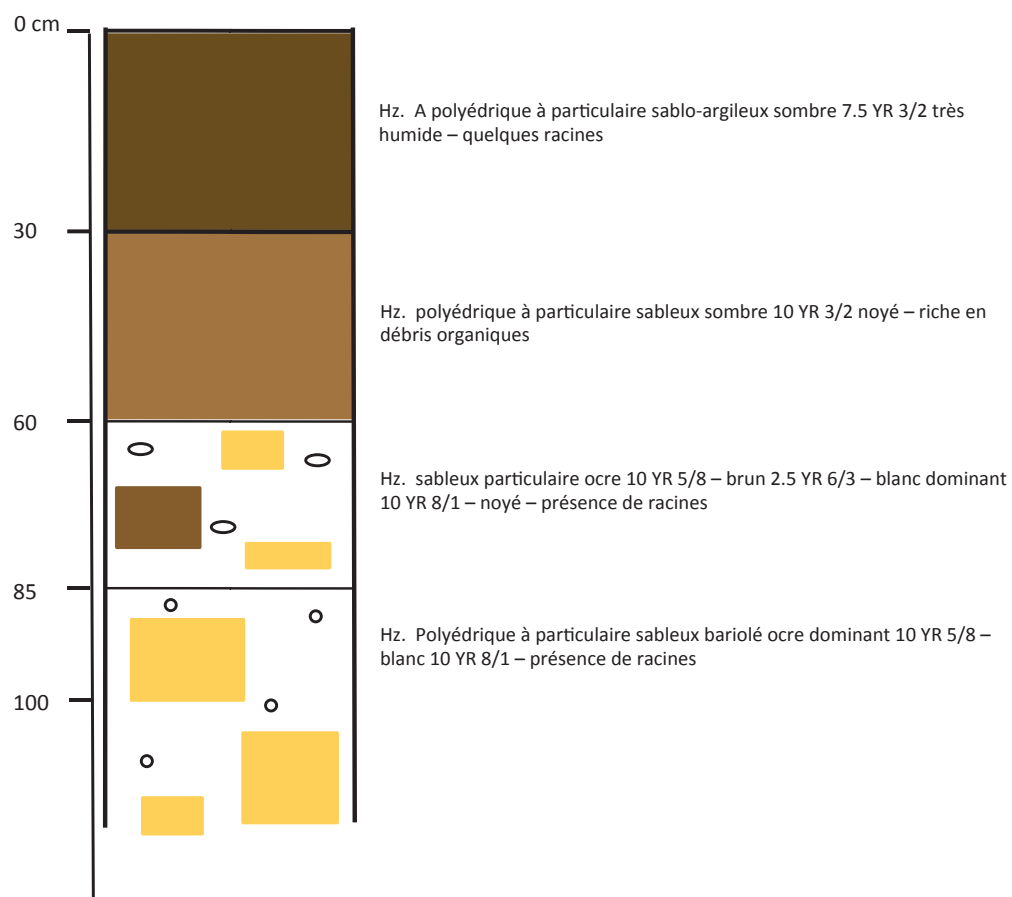 0 cm
Hz. A polyédrique à particulaire sablo-argileux sombre 7.5 YR 3/2 très
humide – quelques racines
30
Hz. polyédrique à particulaire sableux sombre 10 YR 3/2 noyé – riche en
débris organiques
60
Hz. sableux particulaire ocre 10 YR 5/8 – brun 2.5 YR 6/3 – blanc dominant
10 YR 8/1 – noyé – présence de racines
85
Hz. Polyédrique à particulaire sableux bariolé ocre dominant 10 YR 5/8 –
blanc 10 YR 8/1 – présence de racines
100